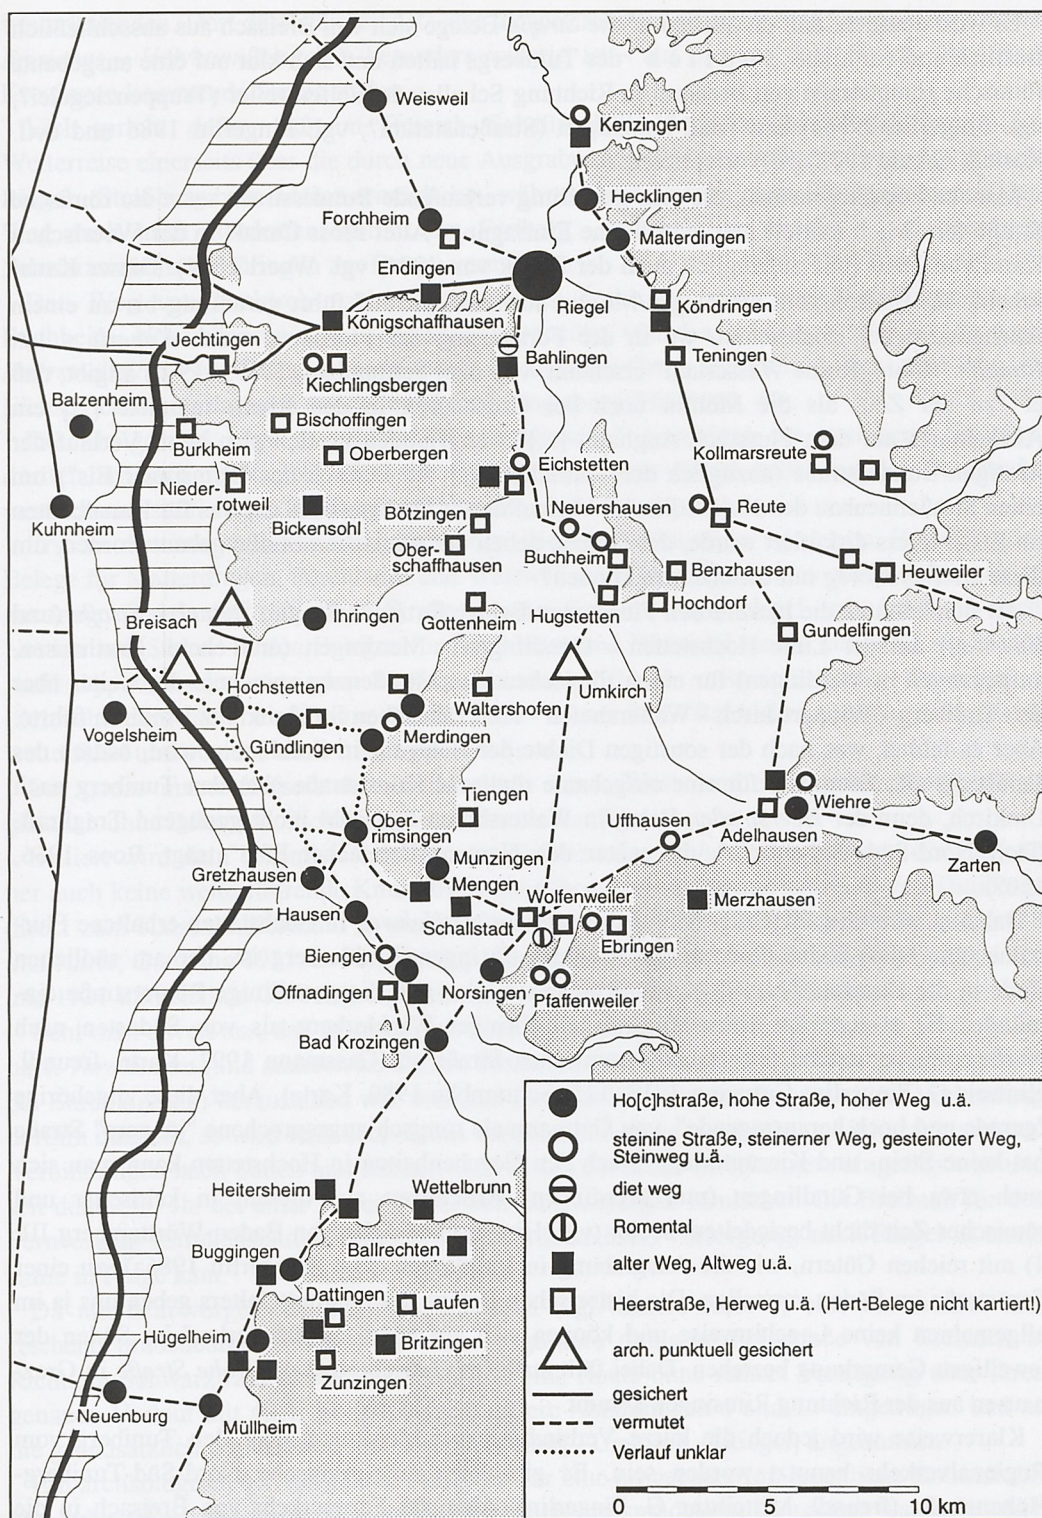 Weisweil
Kenzingen
Hecklingen
Forchheim
Malterdingen
Endingen
Riegel
Köndringen
Königschaffhausen
Jechtingen
Bahlingen
Teningen
Kiechlingsbergen
Balzenheim
Bischoffingen
Burkheim
Oberbergen
Eichstetten
Kollmarsreute
Nieder-
rotweil
Bickensohl
Bötzingen
Neuershausen
Reute
Kuhnheim
Ober-
schaffhausen
Buchheim
Benzhausen
Heuweiler
Breisach
Ihringen
Gottenheim
Hugstetten
Hochdorf
Gundelfingen
Hochstetten
Umkirch
Vogelsheim
Waltershofen
Gündlingen
Merdingen
Tiengen
Wiehre
Ober-
rimsingen
Uffhausen
Adelhausen
Munzingen
Zarten
Gretzhausen
Mengen
Wolfenweiler
Merzhausen
Hausen
Schallstadt
Ebringen
Biengen
Offnadingen
Norsingen
Pfaffenweiler
Bad Krozingen
Heitersheim
Wettelbrunn
Ballrechten
Buggingen
Dattingen
Laufen
Hügelheim
Britzingen
Zunzingen
Neuenburg
Müllheim
Ho[c]hstraße, hohe Straße, hoher Weg u.ä.
steinine Straße, steinerner Weg, gesteinoter Weg,
Steinweg u.ä.
diet weg
Romental
alter Weg, Altweg u.ä.
Heerstraße, Herweg u.ä. (Hert-Belege nicht kartiert!)
arch. punktuell gesichert
gesichert
vermutet
Verlauf unklar
0 5 10 km